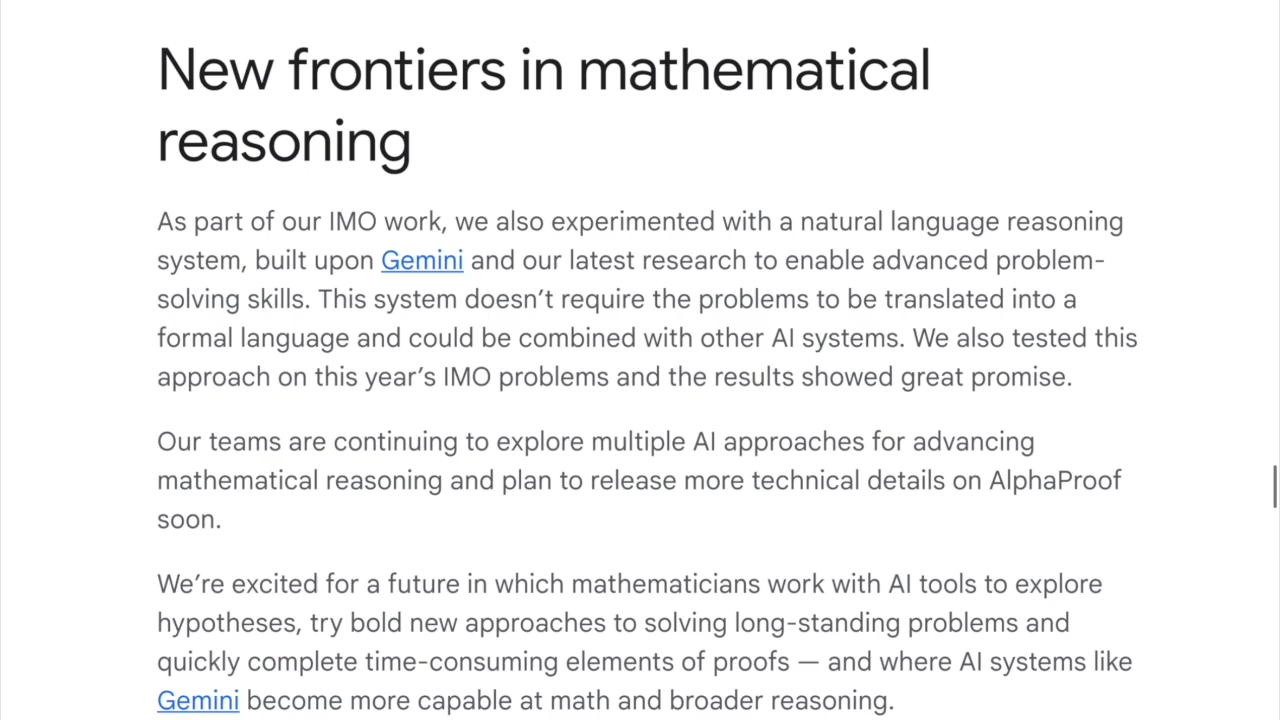 New frontiers in mathematical
reasoning
As part of our IMO work, we also experimented with a natural language reasoning
system, built upon Gemini and our latest research to enable advanced problem-
solving skills. This system doesn’t require the problems to be translated into a
formal language and could be combined with other AI systems. We also tested this
approach on this year’s IMO problems and the results showed great promise.
Our teams are continuing to explore multiple AI approaches for advancing
mathematical reasoning and plan to release more technical details on AlphaProof
soon.
We’re excited for a future in which mathematicians work with AI tools to explore
hypotheses, try bold new approaches to solving long-standing problems and
quickly complete time-consuming elements of proofs — and where AI systems like
Gemini become more capable at math and broader reasoning.